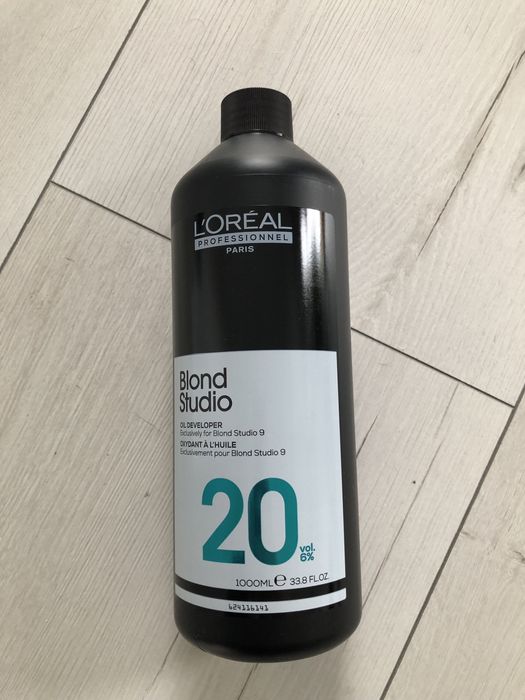 L'ORÉAL
PROFESSIONNEL
PARIS
Blond
Studio
OIL DEVELOPER
Exclusively for Blond Studio 9
OXYDANT À L'HUILE
Exclusivement pour Blond Studio 9
20 vol.
6%
1000ML ℮ 33.8 FL.OZ
624116141